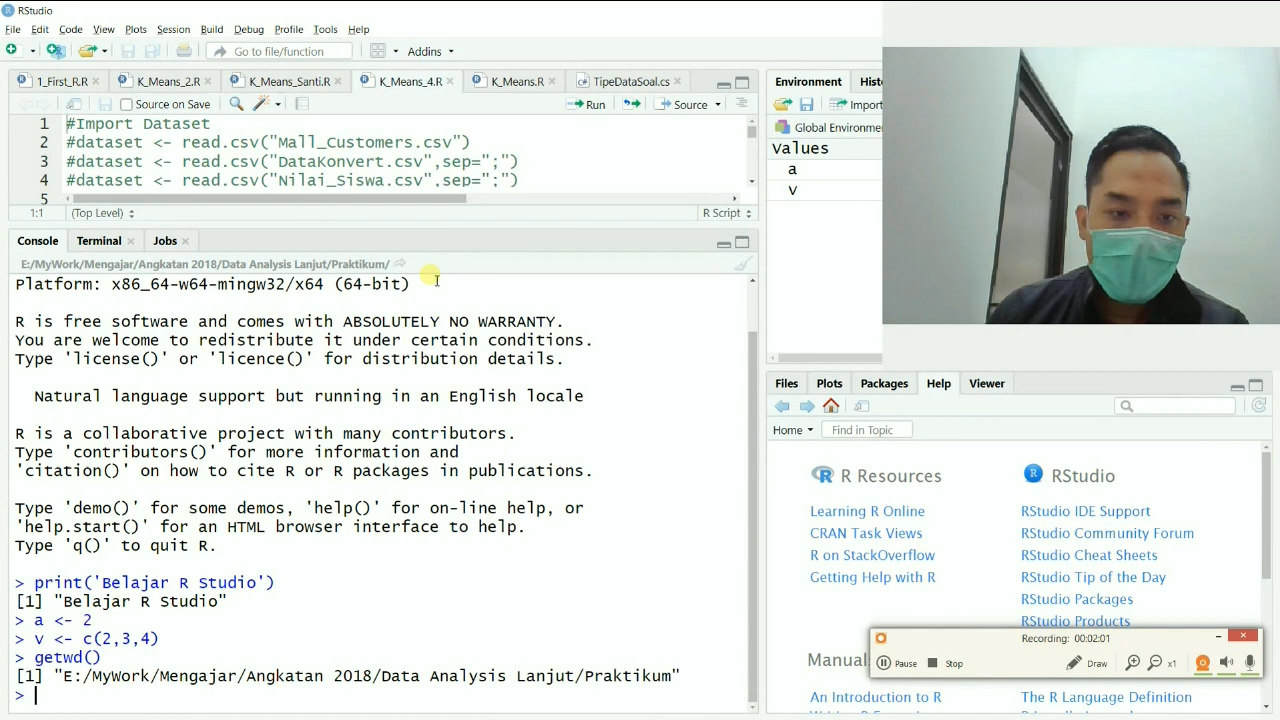 RStudio
File Edit Code View Plots Session Build Debug Profile Tools Help
Go to file/function Addins
1_First_R.R K_Means_2.R K_Means_Santi.R K_Means_4.R K_Means.R TipeDataSoal.cs
Source on Save Run Source
1 #Import Dataset
2 #dataset <- read.csv("Mall_Customers.csv")
3 #dataset <- read.csv("DataKonvert.csv",sep=";")
4 #dataset <- read.csv("Nilai_Siswa.csv",sep=";")
5
1:1 (Top Level) R Script
Console Terminal Jobs
E:/MyWork/Mengajar/Angkatan 2018/Data Analysis Lanjut/Praktikum/
Platform: x86_64-w64-mingw32/x64 (64-bit)
R is free software and comes with ABSOLUTELY NO WARRANTY.
You are welcome to redistribute it under certain conditions.
Type 'license()' or 'licence()' for distribution details.
Natural language support but running in an English locale
R is a collaborative project with many contributors.
Type 'contributors()' for more information and
'citation()' on how to cite R or R packages in publications.
Type 'demo()' for some demos, 'help()' for on-line help, or
'help.start()' for an HTML browser interface to help.
Type 'q()' to quit R.
> print('Belajar R Studio')
[1] "Belajar R Studio"
> a <- 2
> v <- c(2,3,4)
> getwd()
[1] "E:/MyWork/Mengajar/Angkatan 2018/Data Analysis Lanjut/Praktikum"
>
Environment
Import
Global
Values
a
v
Files Plots Packages Help Viewer
Home Find in Topic
R Resources
Learning R Online
CRAN Task Views
R on StackOverflow
Getting Help with R
RStudio
RStudio IDE Support
RStudio Community Forum
RStudio Cheat Sheets
RStudio Tip of the Day
RStudio Packages
RStudio Products
Recording: 00:02:01
Pause Stop Draw x1
An Introduction to R
The R Language Definition